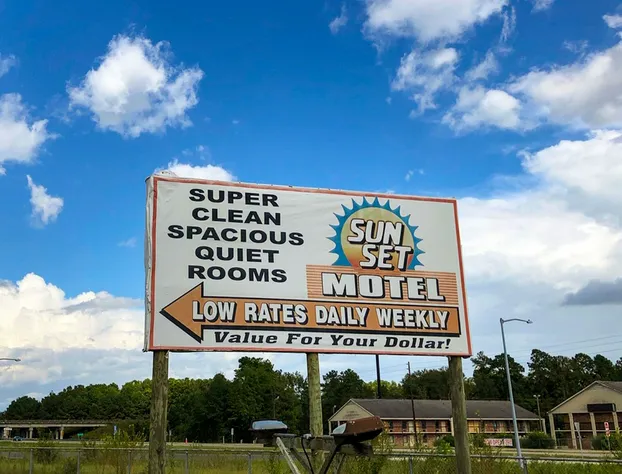 SUPER
CLEAN
SPACIOUS
QUIET
ROOMS
SUN
SET
MOTEL
LOW RATES DAILY WEEKLY
Value For Your Dollar!